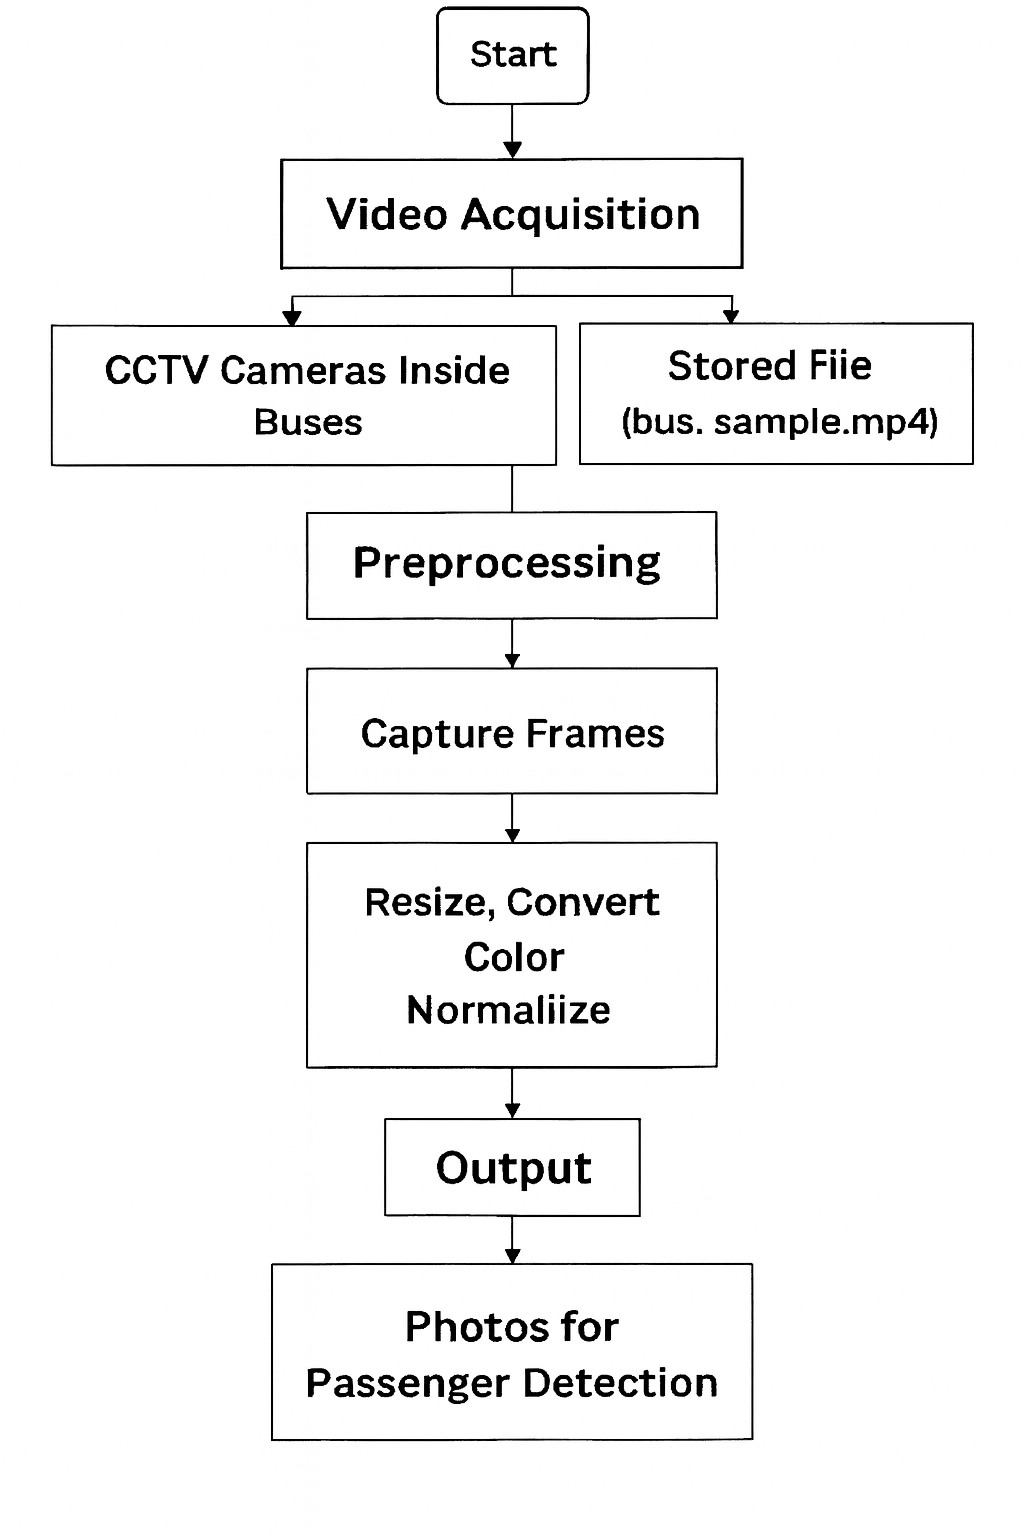 Start
Video Acquisition
CCTV Cameras Inside
Buses
Stored Fiie
(bus. sample.mp4)
Preprocessing
Capture Frames
Resize, Convert
Color
Normaliize
Output
Photos for
Passenger Detection